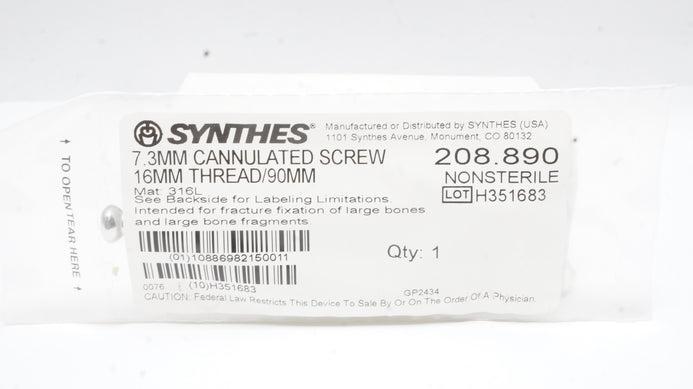 SYNTHES®
Manufactured or Distributed by SYNTHES (USA)
1101 Synthes Avenue, Monument, CO 80132
7.3MM CANNULATED SCREW
16MM THREAD/90MM
208.890
NONSTERILE
LOT H351683
Mat: 316L
See Backside for Labeling Limitations.
Intended for fracture fixation of large bones
and large bone fragments
(01)10886982150011
Qty: 1
0076
(10)H351683
GP2434
CAUTION: Federal Law Restricts This Device To Sale By Or On The Order Of A Physician.
↑ TO OPEN TEAR HERE ↑